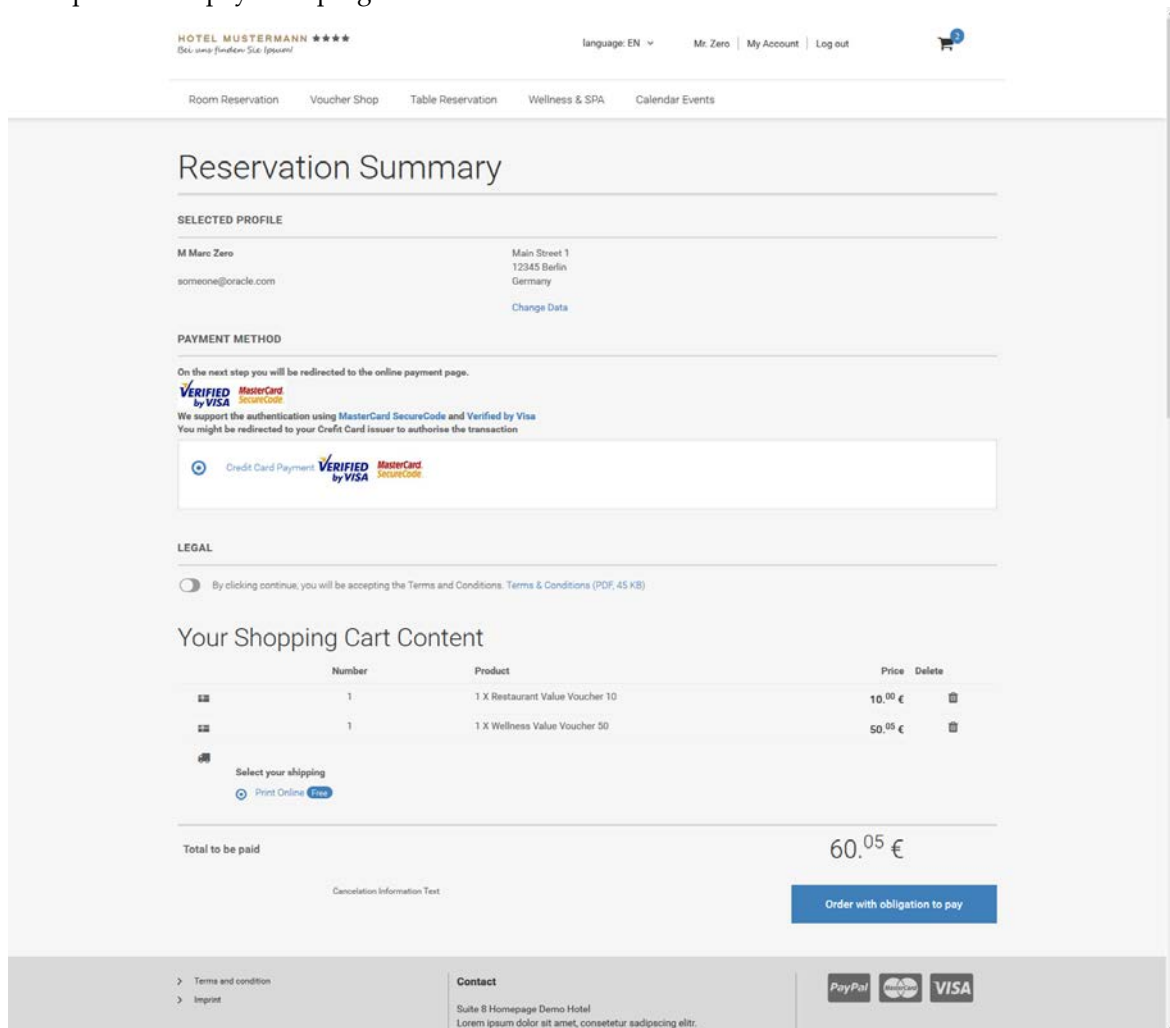 HOTEL MUSTERMANN ★★★★
Bei uns finden Sie Ipsum!
language: EN
Mr. Zero | My Account | Log out
2
Room Reservation Voucher Shop Table Reservation Wellness & SPA Calendar Events
Reservation Summary
SELECTED PROFILE
M Marc Zero
Main Street 1
12345 Berlin
someone@oracle.com
Germany
Change Data
PAYMENT METHOD
On the next step you will be redirected to the online payment page.
VERIFIED by VISA MasterCard. SecureCode.
We support the authentication using MasterCard SecureCode and Verified by Visa
You might be redirected to your Crefit Card issuer to authorise the transaction
Credit Card Payment VERIFIED by VISA MasterCard. SecureCode.
LEGAL
By clicking continue, you will be accepting the Terms and Conditions. Terms & Conditions (PDF, 45 KB)
Your Shopping Cart Content
Number Product Price Delete
1 1 X Restaurant Value Voucher 10 10.00 €
1 1 X Wellness Value Voucher 50 50.05 €
Select your shipping
Print Online Free
Total to be paid 60.05 €
Cancelation Information Text
Order with obligation to pay
Terms and condition
Imprint
Contact
Suite 8 Homepage Demo Hotel
Lorem ipsum dolor sit amet, consetetur sadipscing elitr.
PayPal MasterCard VISA